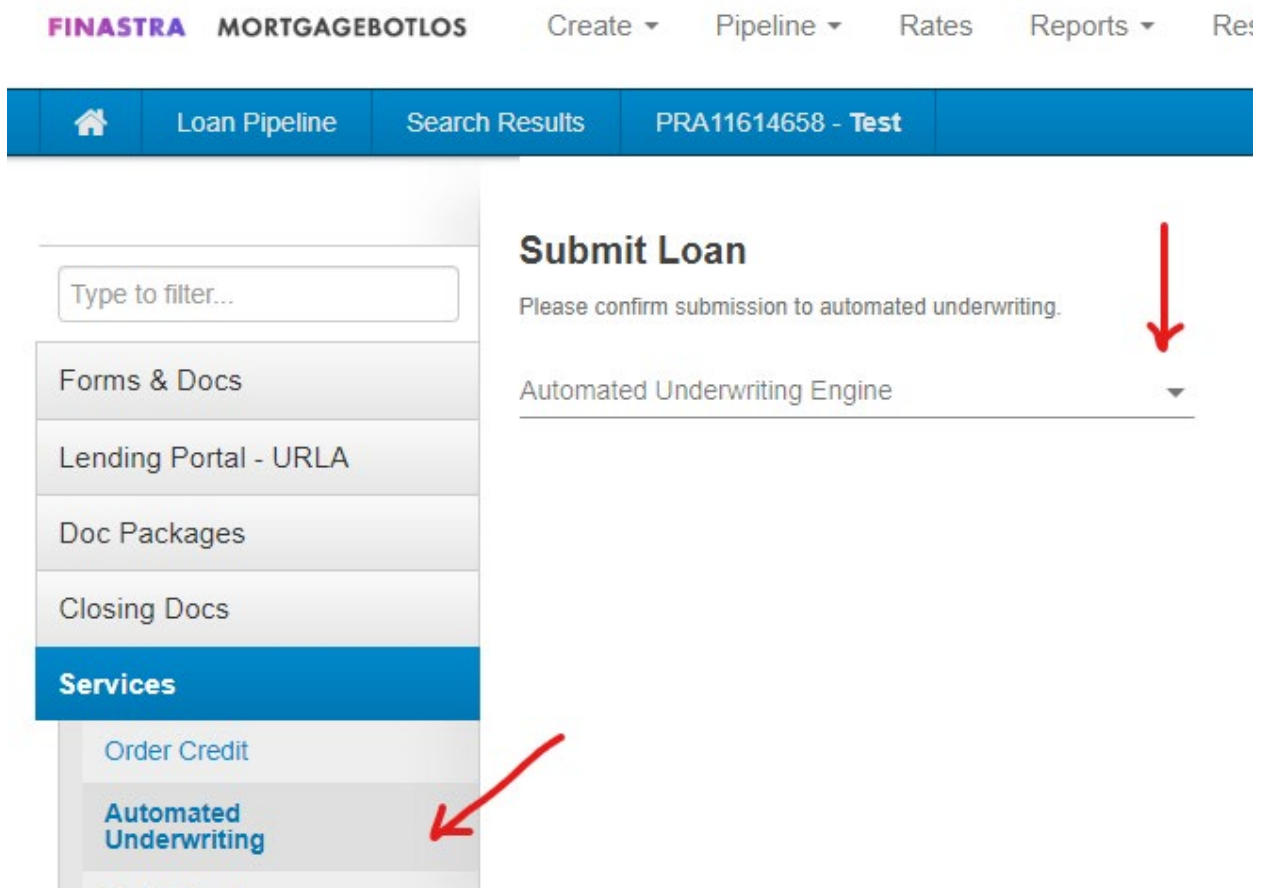 FINASTRA MORTGAGEBOTLOS Create Pipeline Rates Reports
Loan Pipeline Search Results PRA11614658 - Test
Submit Loan
Type to filter...
Please confirm submission to automated underwriting.
Forms & Docs
Automated Underwriting Engine
Lending Portal - URLA
Doc Packages
Closing Docs
Services
Order Credit
Automated
Underwriting